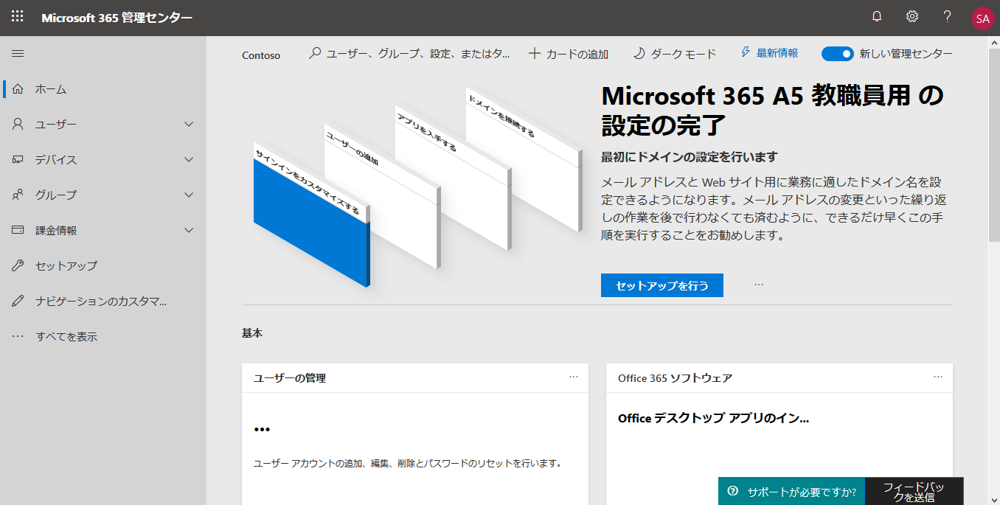 Microsoft 365 管理センター
SA
Contoso
ユーザー、グループ、設定、またはタ...
カードの追加
ダーク モード
最新情報
新しい管理センター
ホーム
ユーザー
デバイス
グループ
課金情報
セットアップ
ナビゲーションのカスタマ...
すべてを表示
サインインをカスタマイズする
ユーザーの追加
アプリを入手する
ドメインを接続する
Microsoft 365 A5 教職員用 の
設定の完了
最初にドメインの設定を行います
メール アドレスと Web サイト用に業務に適したドメイン名を設
定できるようになります。メール アドレスの変更といった繰り返
しの作業を後で行わなくても済むように、できるだけ早くこの手
順を実行することをお勧めします。
セットアップを行う
...
基本
ユーザーの管理
...
•••
ユーザー アカウントの追加、編集、削除とパスワードのリセットを行います。
Office 365 ソフトウェア
...
Office デスクトップ アプリのイン...
サポートが必要ですか?
フィードバッ
クを送信